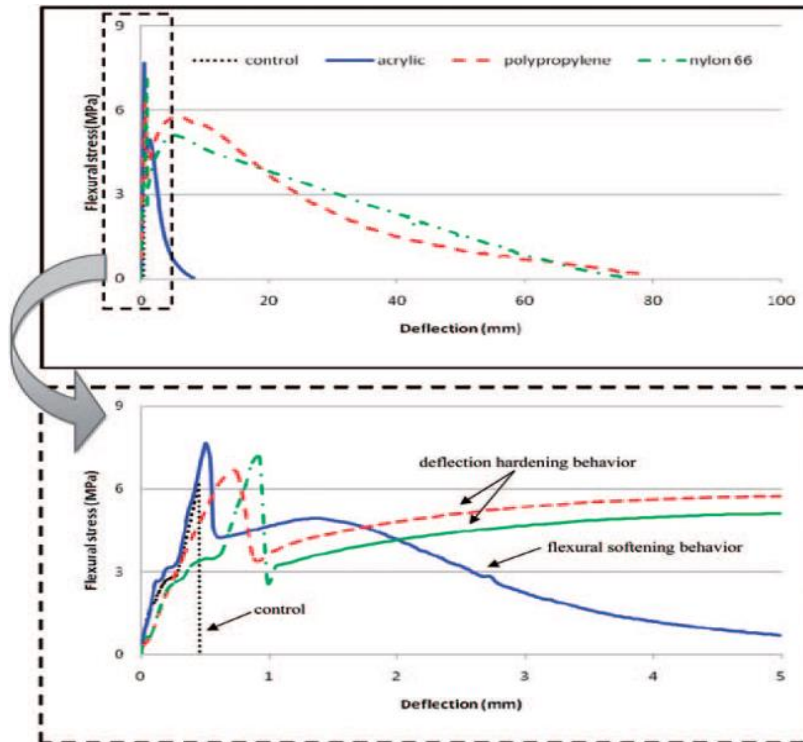 9
6
3
0
Flexural stress(MPa)
control acrylic polypropylene nylon 66
0 20 40 60 80 100
Deflection (mm)
9
6
3
0
Flexural stress (MPa)
deflection hardening behavior
flexural softening behavior
control
0 1 2 3 4 5
Deflection (mm)